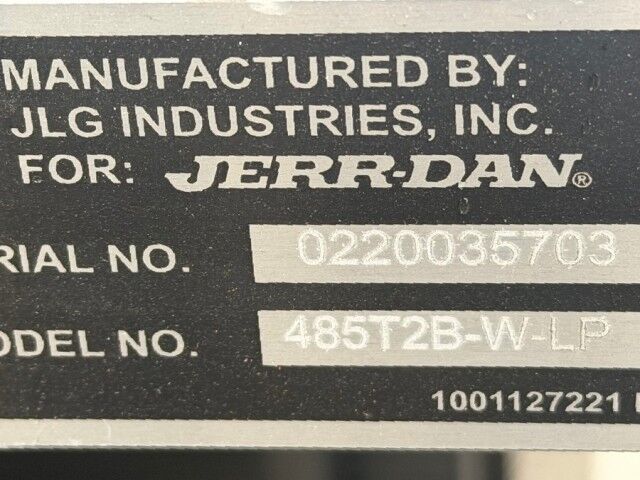 MANUFACTURED BY:
JLG INDUSTRIES, INC.
FOR: JERR-DAN®
RIAL NO. 0220035703
ODEL NO. 485T2B-W-LP
1001127221